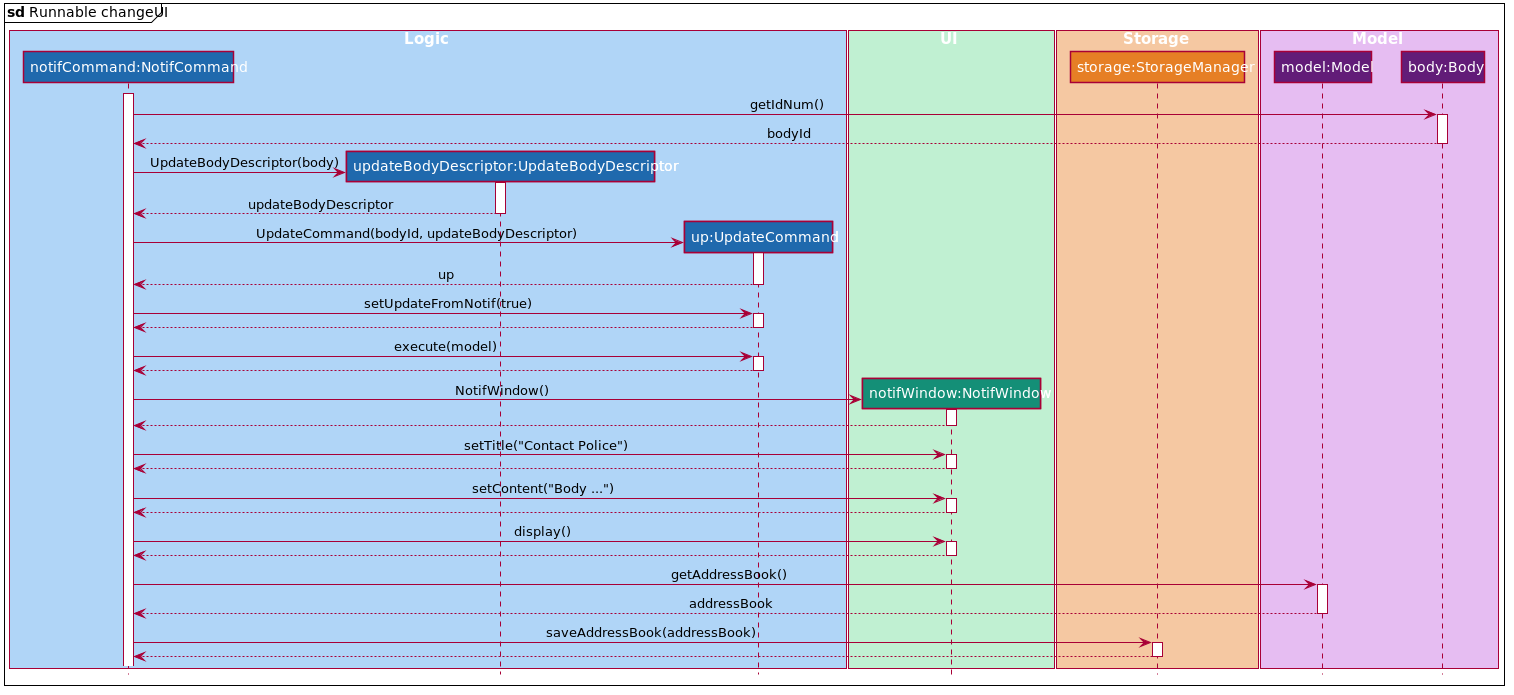 sd Runnable changeUI
Logic
UI
Storage
Model
notifCommand:NotifCommand
storage:StorageManager
model:Model
body:Body
getIdNum()
bodyId
UpdateBodyDescriptor(body)
updateBodyDescriptor:UpdateBodyDescriptor
updateBodyDescriptor
UpdateCommand(bodyId, updateBodyDescriptor)
up:UpdateCommand
up
setUpdateFromNotif(true)
execute(model)
NotifWindow()
notifWindow:NotifWindow
setTitle("Contact Police")
setContent("Body ...")
display()
getAddressBook()
addressBook
saveAddressBook(addressBook)